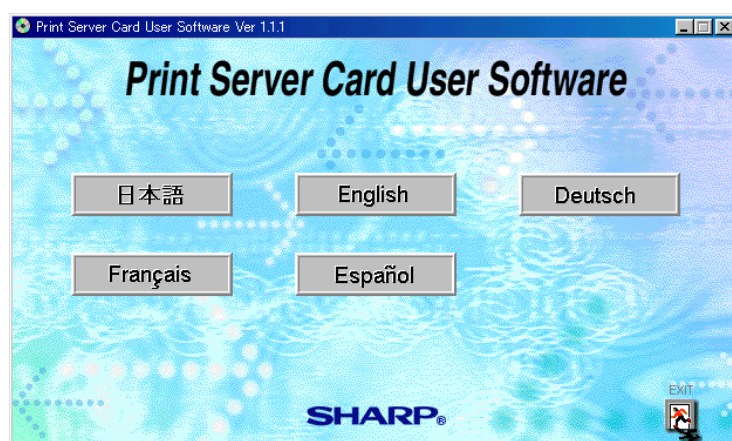 Print Server Card User Software Ver 1.1.1
Print Server Card User Software
日本語
English
Deutsch
Français
Español
EXIT
SHARP®